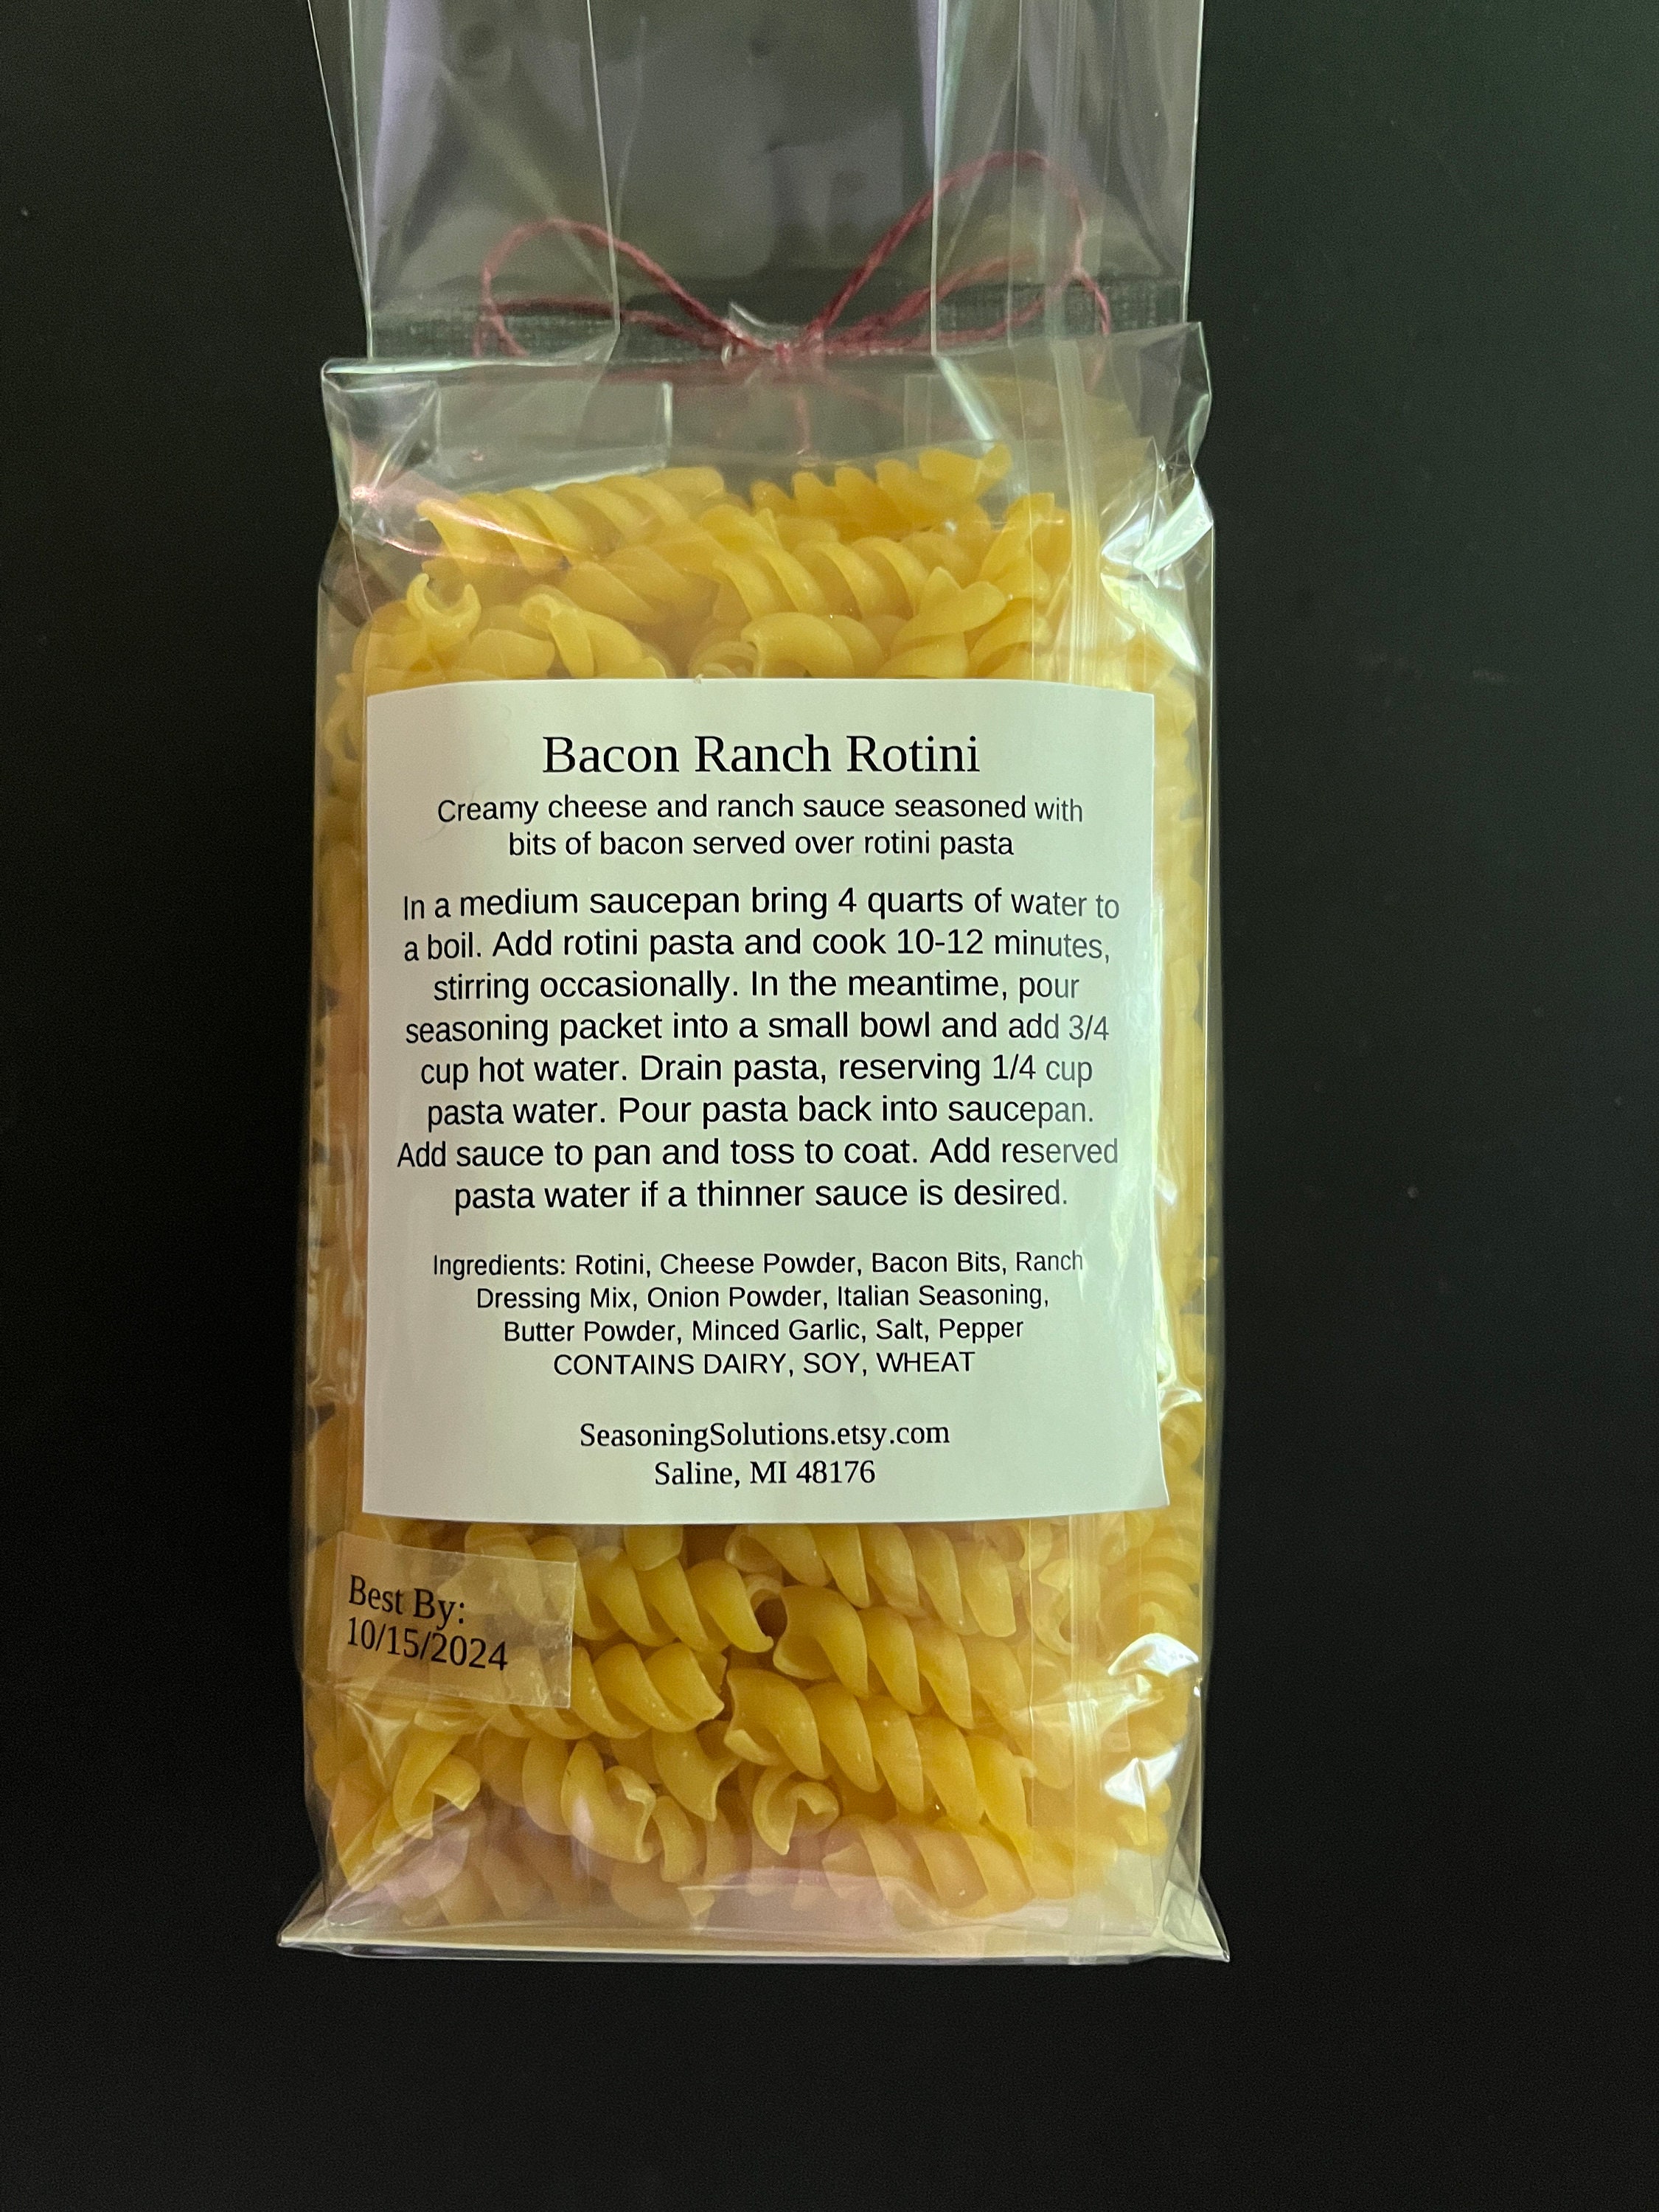 Bacon Ranch Rotini
Creamy cheese and ranch sauce seasoned with
bits of bacon served over rotini pasta
In a medium saucepan bring 4 quarts of water to
a boil. Add rotini pasta and cook 10-12 minutes,
stirring occasionally. In the meantime, pour
seasoning packet into a small bowl and add 3/4
cup hot water. Drain pasta, reserving 1/4 cup
pasta water. Pour pasta back into saucepan.
Add sauce to pan and toss to coat. Add reserved
pasta water if a thinner sauce is desired.
Ingredients: Rotini, Cheese Powder, Bacon Bits, Ranch
Dressing Mix, Onion Powder, Italian Seasoning,
Butter Powder, Minced Garlic, Salt, Pepper
CONTAINS DAIRY, SOY, WHEAT
SeasoningSolutions.etsy.com
Saline, MI 48176
Best By:
10/15/2024